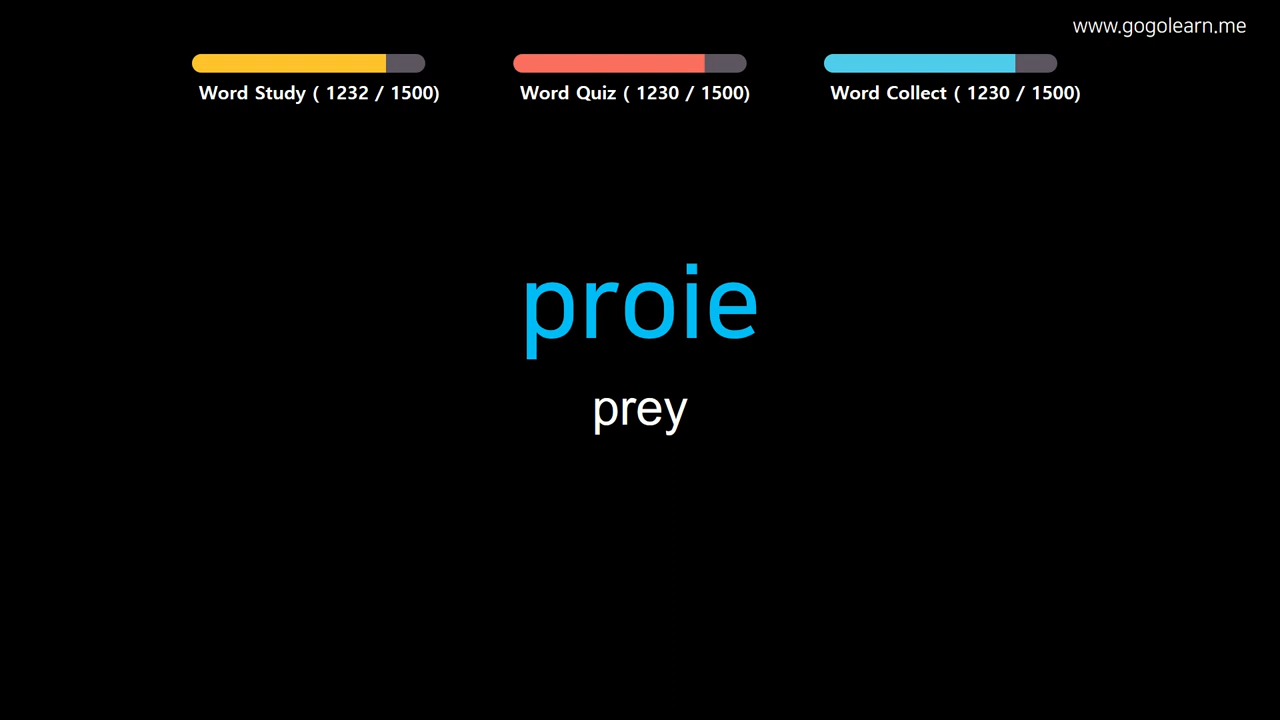 www.gogolearn.me
Word Study ( 1232 / 1500)
Word Quiz ( 1230 / 1500)
Word Collect ( 1230 / 1500)
proie
prey